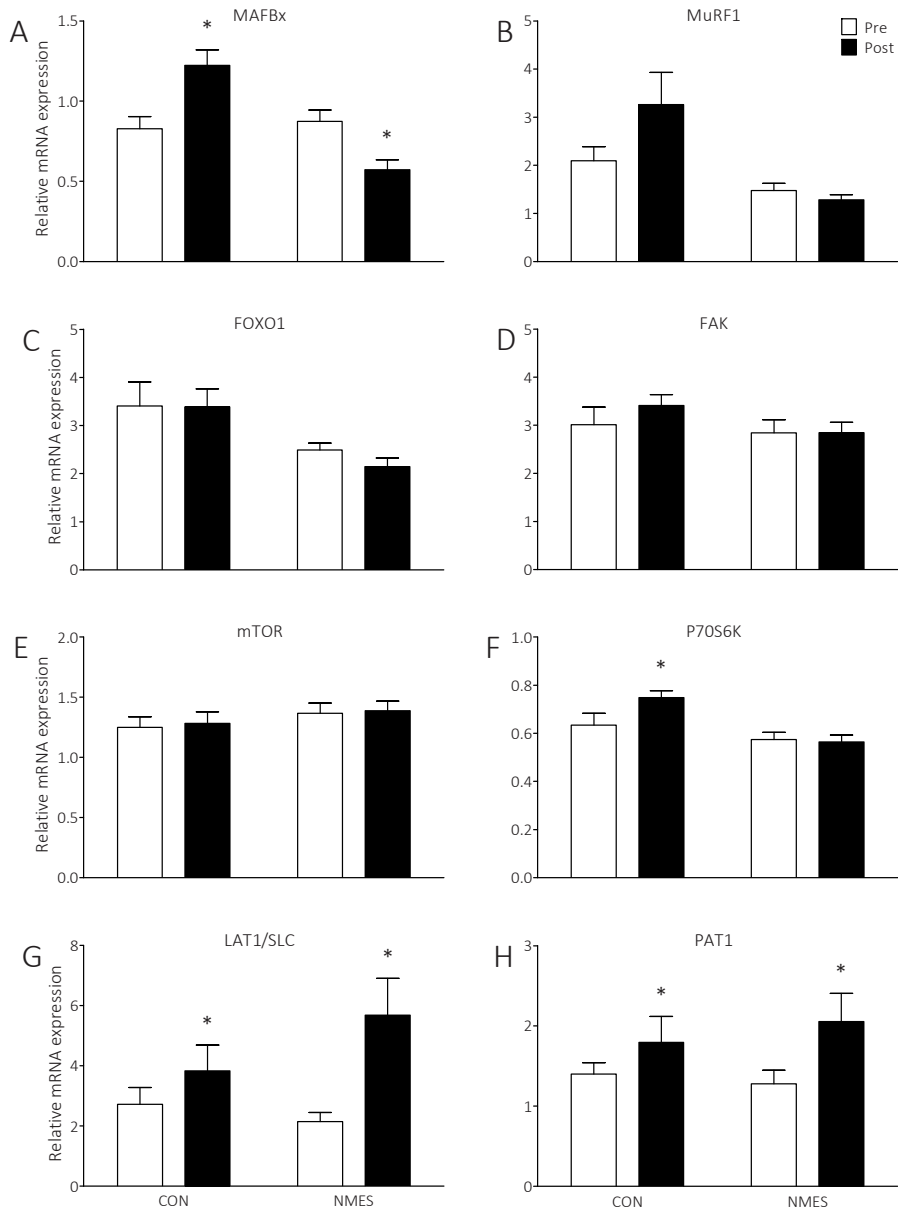 A
MAFBx
Relative mRNA expression
1.5
1.0
0.5
0.0
*
*
B
MuRF1
Pre
Post
5
4
3
2
1
0
C
FOXO1
Relative mRNA expression
5
4
3
2
1
0
D
FAK
5
4
3
2
1
0
E
mTOR
Relative mRNA expression
2.0
1.5
1.0
0.5
0.0
F
P70S6K
1.0
0.8
0.6
0.4
0.2
0.0
*
G
LAT1/SLC
Relative mRNA expression
8
6
4
2
0
*
*
CON
NMES
H
PAT1
3
2
1
0
*
*
CON
NMES